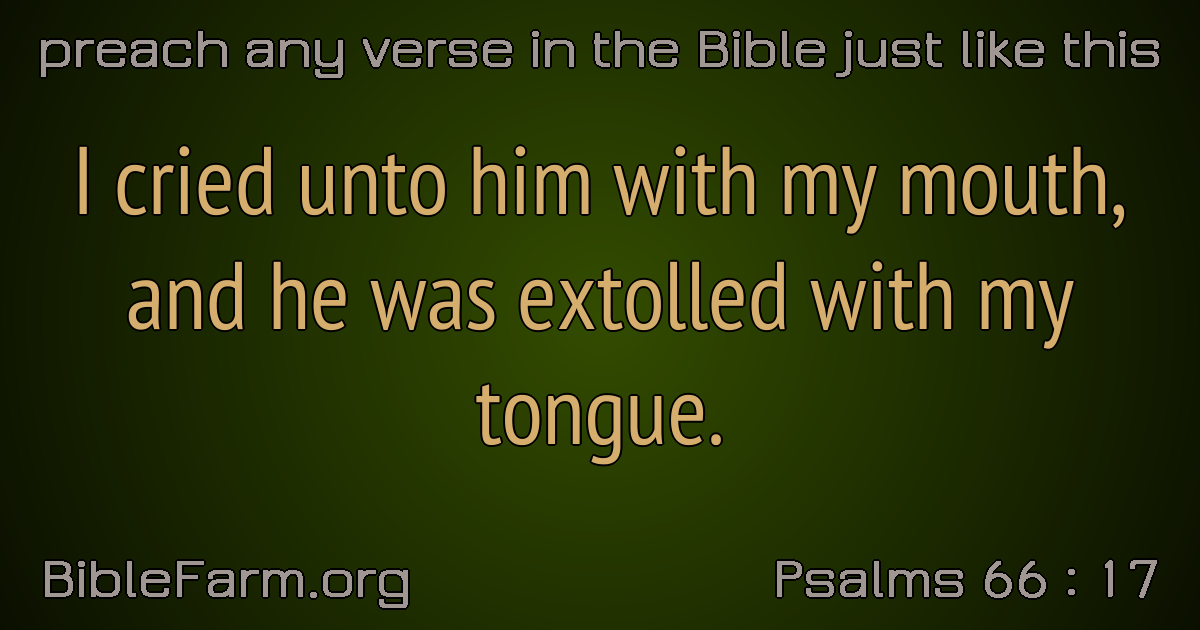 preach any verse in the Bible just like this
I cried unto him with my mouth,
and he was extolled with my
tongue.
BibleFarm.org
Psalms 66 : 17